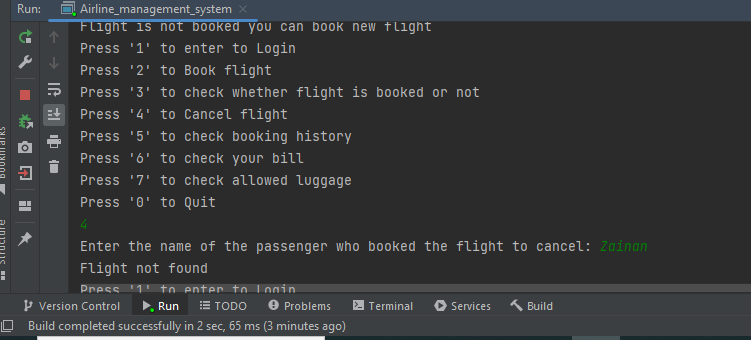 Run: Airline_management_system
Flight is not booked you can book new flight
Press '1' to enter to Login
Press '2' to Book flight
Press '3' to check whether flight is booked or not
Press '4' to Cancel flight
Press '5' to check booking history
Press '6' to check your bill
Press '7' to check allowed luggage
Press '0' to Quit
4
Enter the name of the passenger who booked the flight to cancel: Zainan
Flight not found
Press '1' to enter to Login
Bookmarks
Structure
Version Control Run TODO Problems Terminal Services Build
Build completed successfully in 2 sec, 65 ms (3 minutes ago)